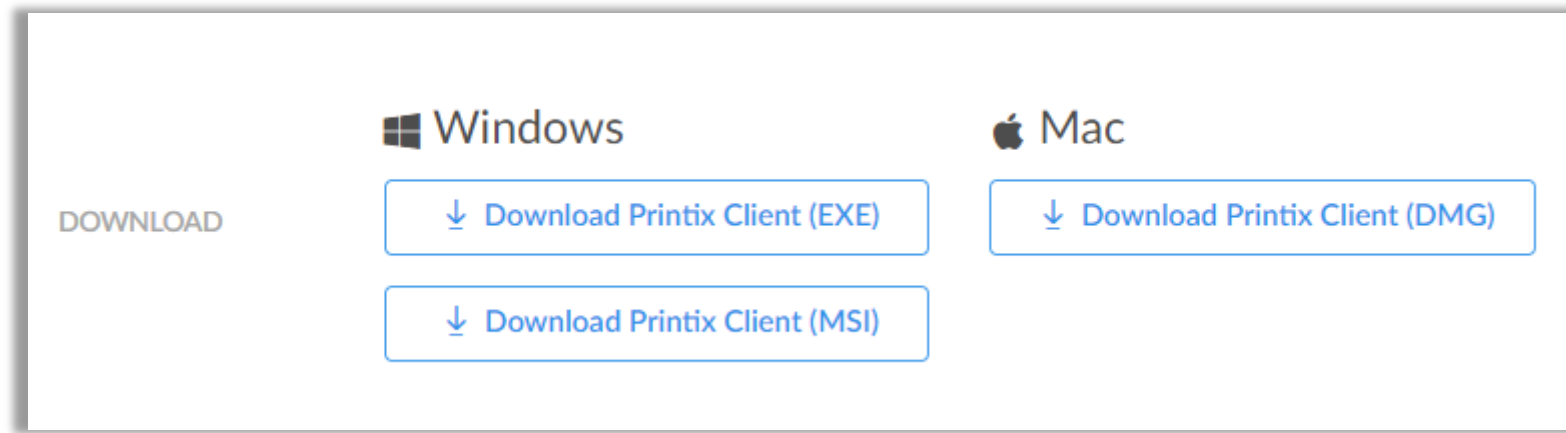 Windows
Mac
DOWNLOAD
Download Printix Client (EXE)
Download Printix Client (DMG)
Download Printix Client (MSI)